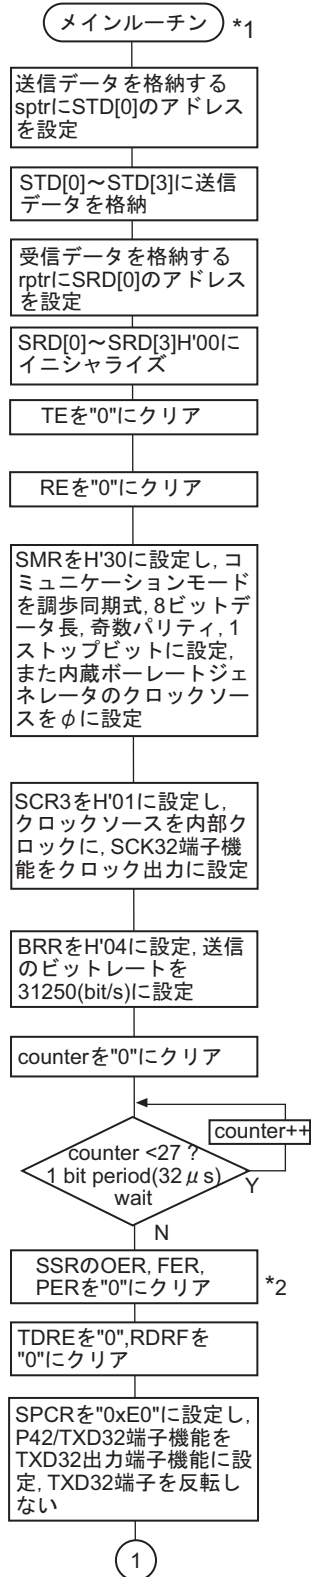 メインルーチン
*1
送信データを格納する
sptrにSTD[0]のアドレス
を設定
STD[0]～STD[3]に送信
データを格納
受信データを格納する
rptrにSRD[0]のアドレス
を設定
SRD[0]～SRD[3]H'00に
イニシャライズ
TEを"0"にクリア
REを"0"にクリア
SMRをH'30に設定し, コ
ミュニケーションモード
を調歩同期式, 8ビットデ
ータ長, 奇数パリティ, 1
ストップビットに設定,
また内蔵ボーレートジェ
ネレータのクロックソー
スをφに設定
SCR3をH'01に設定し,
クロックソースを内部ク
ロックに, SCK32端子機
能をクロック出力に設定
BRRをH'04に設定, 送信
のビットレートを
31250(bit/s)に設定
counterを"0"にクリア
counter++
counter <27 ?
1 bit period(32μs)
wait
Y
N
SSRのOER, FER,
PERを"0"にクリア
*2
TDREを"0",RDRFを
"0"にクリア
SPCRを"0xE0"に設定し,
P42/TXD32端子機能を
TXD32出力端子機能に設
定, TXD32端子を反転し
ない
1